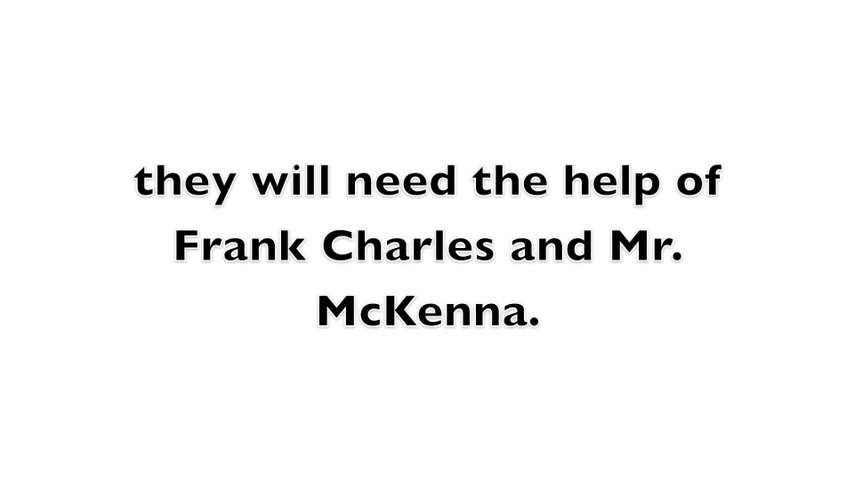 they will need the help of
Frank Charles and Mr.
McKenna.